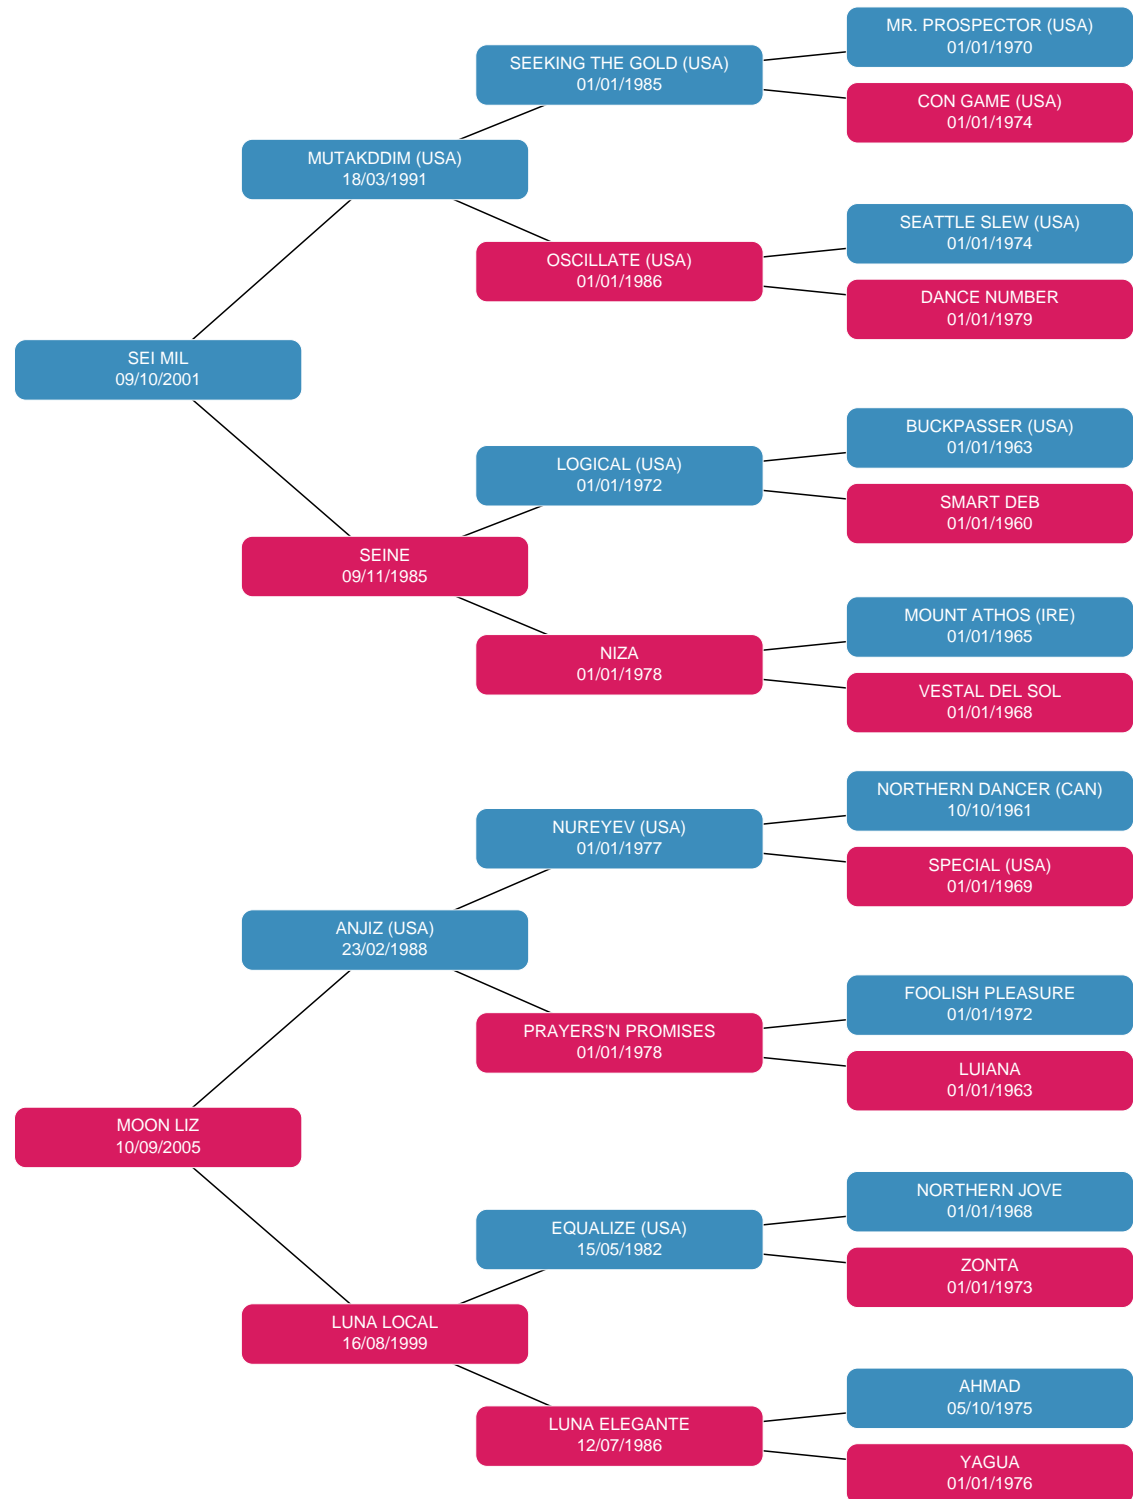 MR. PROSPECTOR (USA)
01/01/1970
SEEKING THE GOLD (USA)
01/01/1985
CON GAME (USA)
01/01/1974
MUTAKDDIM (USA)
18/03/1991
SEATTLE SLEW (USA)
01/01/1974
OSCILLATE (USA)
01/01/1986
DANCE NUMBER
01/01/1979
SEI MIL
09/10/2001
BUCKPASSER (USA)
01/01/1963
LOGICAL (USA)
01/01/1972
SMART DEB
01/01/1960
SEINE
09/11/1985
MOUNT ATHOS (IRE)
01/01/1965
NIZA
01/01/1978
VESTAL DEL SOL
01/01/1968
NORTHERN DANCER (CAN)
10/10/1961
NUREYEV (USA)
01/01/1977
SPECIAL (USA)
01/01/1969
ANJIZ (USA)
23/02/1988
FOOLISH PLEASURE
01/01/1972
PRAYERS'N PROMISES
01/01/1978
LUIANA
01/01/1963
MOON LIZ
10/09/2005
NORTHERN JOVE
01/01/1968
EQUALIZE (USA)
15/05/1982
ZONTA
01/01/1973
LUNA LOCAL
16/08/1999
AHMAD
05/10/1975
LUNA ELEGANTE
12/07/1986
YAGUA
01/01/1976